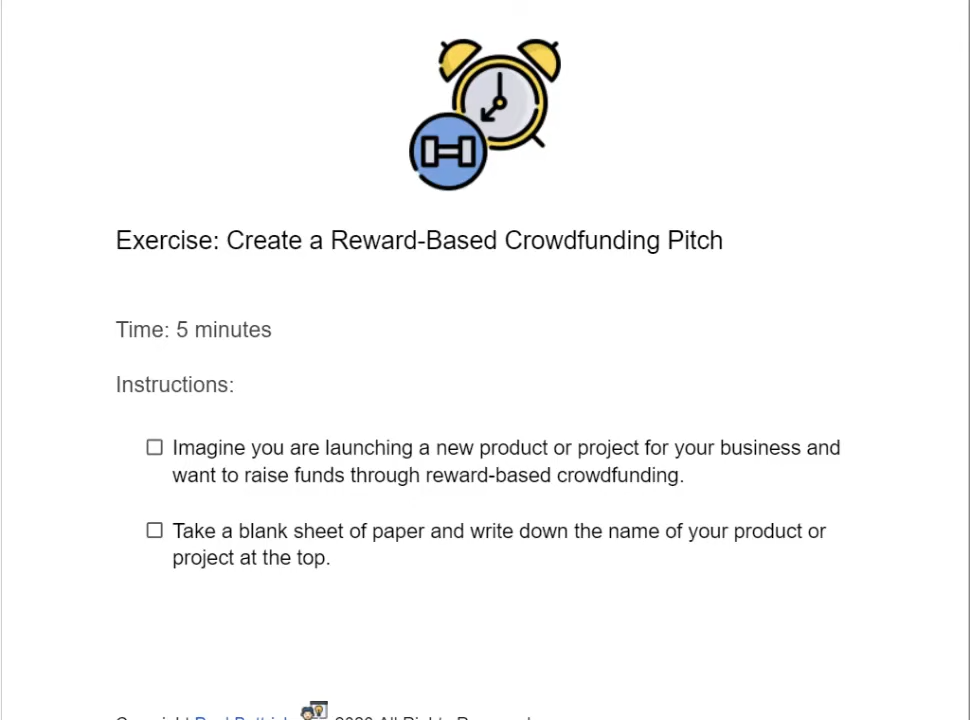 Exercise: Create a Reward-Based Crowdfunding Pitch
Time: 5 minutes
Instructions:
Imagine you are launching a new product or project for your business and
want to raise funds through reward-based crowdfunding.
Take a blank sheet of paper and write down the name of your product or
project at the top.